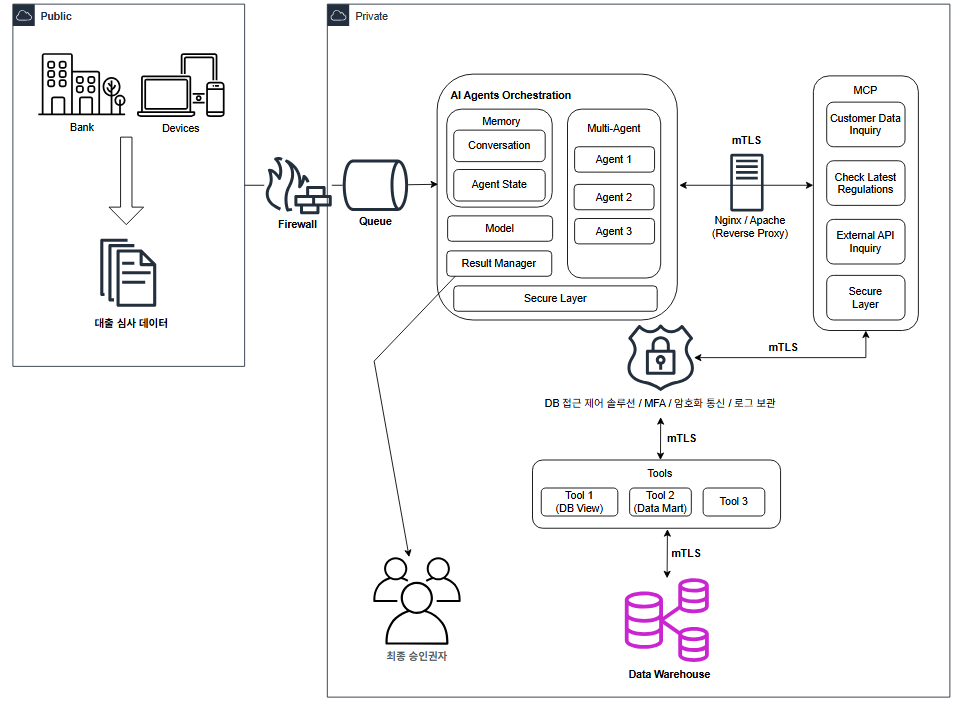 Public
Private
Bank
Devices
대출 심사 데이터
Firewall
Queue
AI Agents Orchestration
Memory
Conversation
Agent State
Model
Result Manager
Multi-Agent
Agent 1
Agent 2
Agent 3
Secure Layer
mTLS
Nginx / Apache
(Reverse Proxy)
MCP
Customer Data
Inquiry
Check Latest
Regulations
External API
Inquiry
Secure
Layer
mTLS
DB 접근 제어 솔루션 / MFA / 암호화 통신 / 로그 보관
mTLS
Tools
Tool 1
(DB View)
Tool 2
(Data Mart)
Tool 3
mTLS
Data Warehouse
최종 승인권자